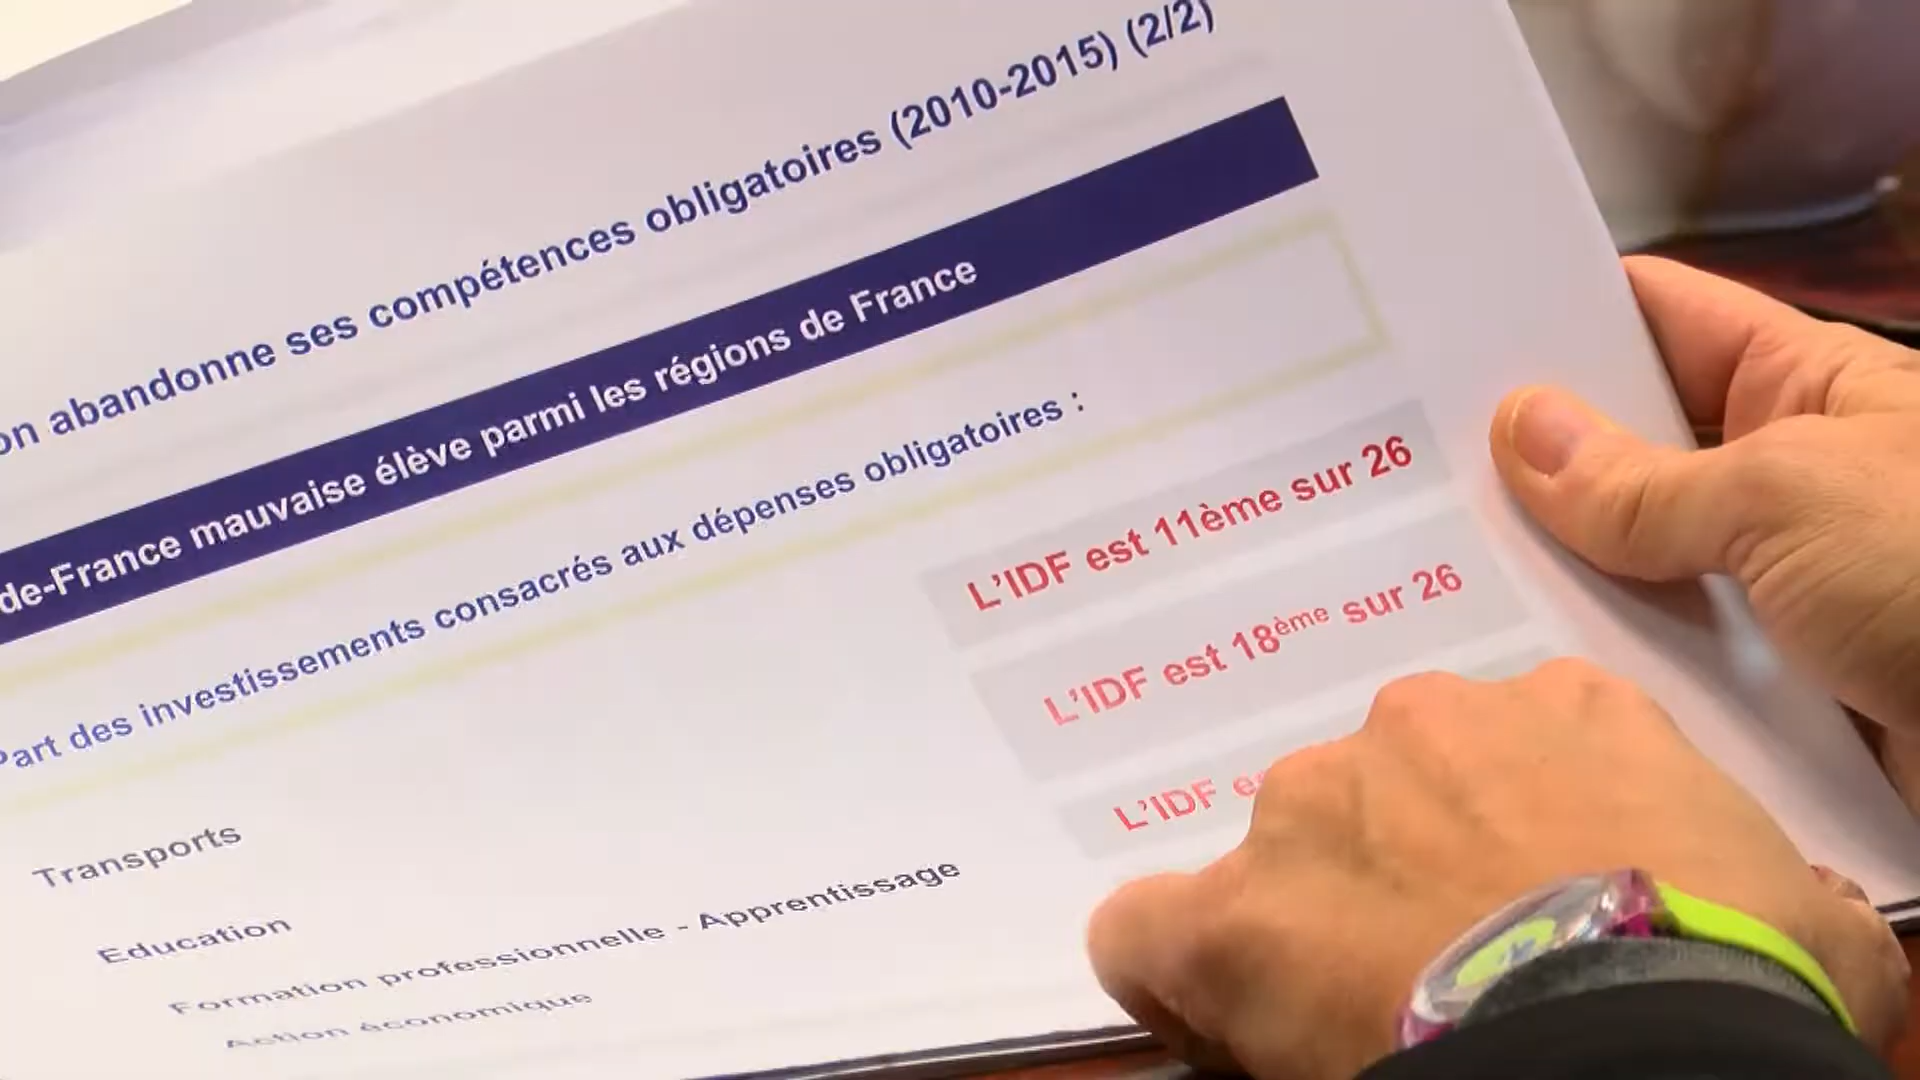 abandonne ses compétences obligatoires (2010-2015) (2/2)
de-France mauvaise élève parmi les régions de France
Part des investissements consacrés aux dépenses obligatoires :
Transports
L'IDF est 11ème sur 26
Education
L'IDF est 18ème sur 26
Formation professionnelle - Apprentissage
L'IDF
Action économique